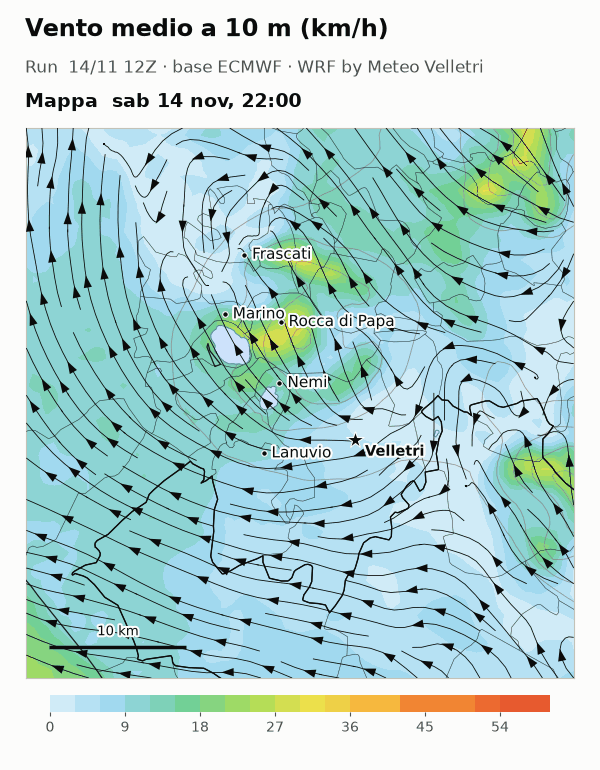 Vento medio a 10 m (km/h)
Run  14/11 12Z · base ECMWF · WRF by Meteo Velletri
Mappa  sab 14 nov, 22:00
Frascati
Marino
Rocca di Papa
Nemi
Velletri
Lanuvio
10 km
0 9 18 27 36 45 54